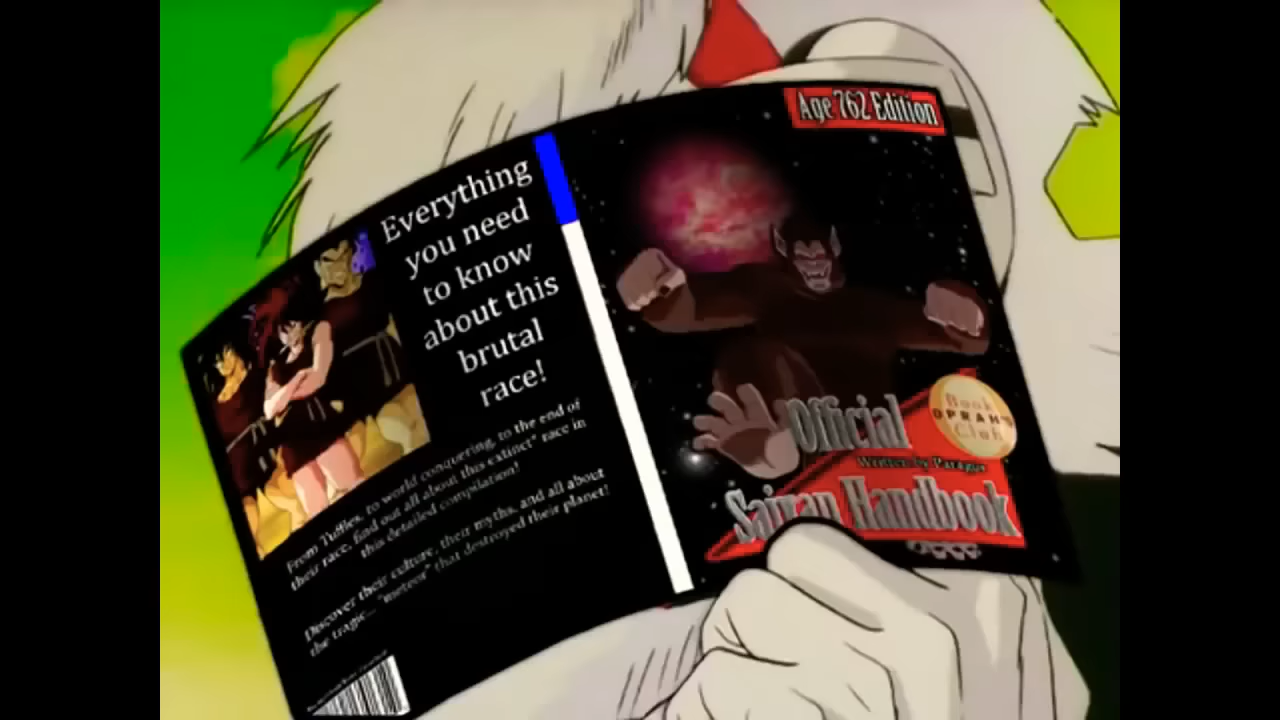 Everything
you need
to know
about this
brutal
race!
From Tuffles, to world conquering, to the end of
their race, find out all about this extinct* race in
this detailed compilation!
Discover their culture, their myths, and all about
the tragic... "meteor" that destroyed their planet!
Age 762 Edition
Official
Book
OPRAH'S
Club
Written by Paragus
Saiyan Handbook